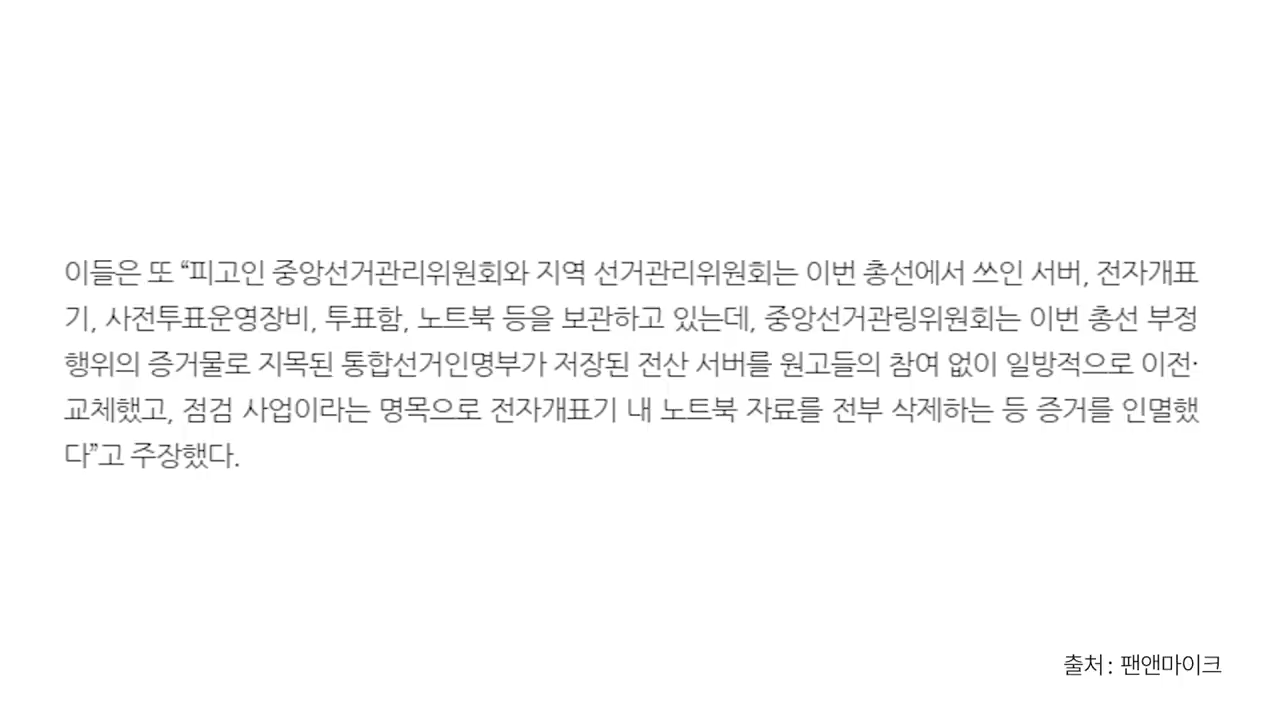 이들은 또 “피고인 중앙선거관리위원회와 지역 선거관리위원회는 이번 총선에서 쓰인 서버, 전자개표
기, 사전투표운영장비, 투표함, 노트북 등을 보관하고 있는데, 중앙선거관링위원회는 이번 총선 부정
행위의 증거물로 지목된 통합선거인명부가 저장된 전산 서버를 원고들의 참여 없이 일방적으로 이전·
교체했고, 점검 사업이라는 명목으로 전자개표기 내 노트북 자료를 전부 삭제하는 등 증거를 인멸했
다”고 주장했다.
출처 : 팬앤마이크